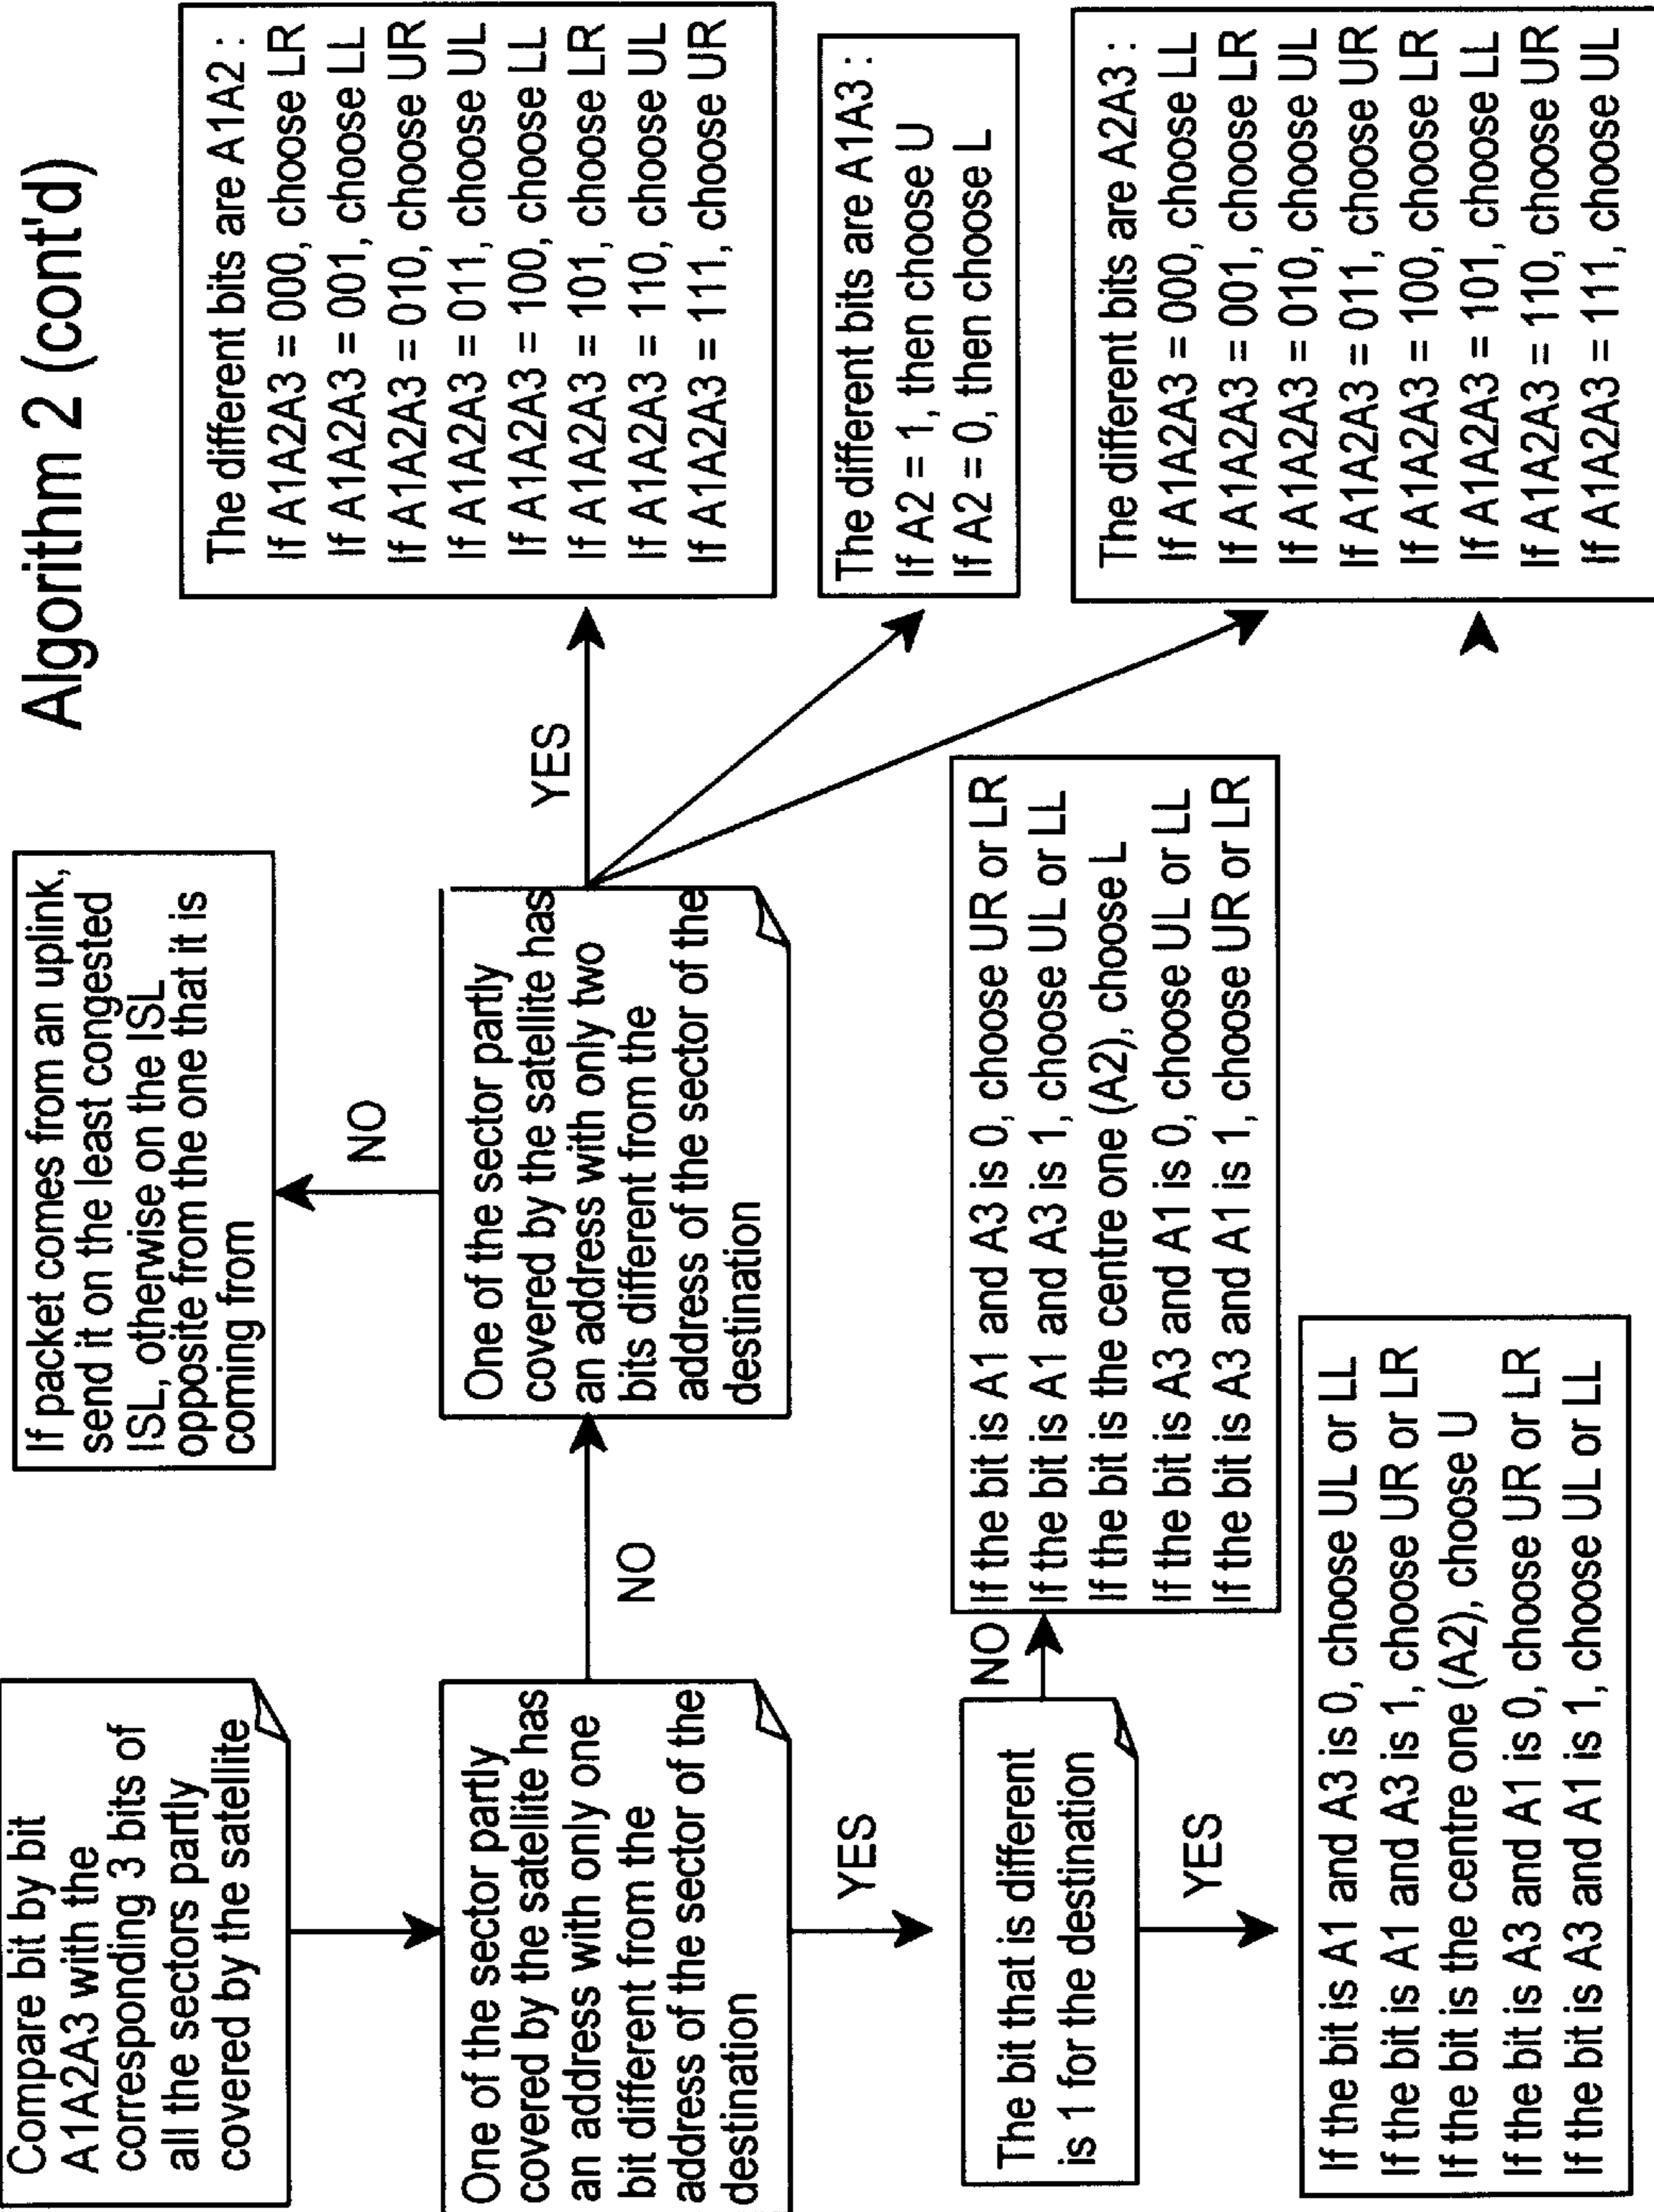 Algorithm 2 (cont'd)
Compare bit by bit
A1A2A3 with the
corresponding 3 bits of
all the sectors partly
covered by the satellite
One of the sector partly
covered by the satellite has
an address with only one
bit different from the
address of the sector of the
destination
NO
YES
One of the sector partly
covered by the satellite has
an address with only two
bits different from the
address of the sector of the
destination
NO
If packet comes from an uplink,
send it on the least congested
ISL, otherwise on the ISL
opposite from the one that it is
coming from
YES
The different bits are A1A2 :
If A1A2A3 = 000, choose LR
If A1A2A3 = 001, choose LL
If A1A2A3 = 010, choose UR
If A1A2A3 = 011, choose UL
If A1A2A3 = 100, choose LL
If A1A2A3 = 101, choose LR
If A1A2A3 = 110, choose UL
If A1A2A3 = 111, choose UR
The different bits are A1A3 :
If A2 = 1, then choose U
If A2 = 0, then choose L
The different bits are A2A3 :
If A1A2A3 = 000, choose LL
If A1A2A3 = 001, choose LR
If A1A2A3 = 010, choose UL
If A1A2A3 = 011, choose UR
If A1A2A3 = 100, choose LR
If A1A2A3 = 101, choose LL
If A1A2A3 = 110, choose UR
If A1A2A3 = 111, choose UL
The bit that is different
is 1 for the destination
NO
If the bit is A1 and A3 is 0, choose UR or LR
If the bit is A1 and A3 is 1, choose UL or LL
If the bit is the centre one (A2), choose L
If the bit is A3 and A1 is 0, choose UL or LL
If the bit is A3 and A1 is 1, choose UR or LR
YES
If the bit is A1 and A3 is 0, choose UL or LL
If the bit is A1 and A3 is 1, choose UR or LR
If the bit is the centre one (A2), choose U
If the bit is A3 and A1 is 0, choose UR or LR
If the bit is A3 and A1 is 1, choose UL or LL